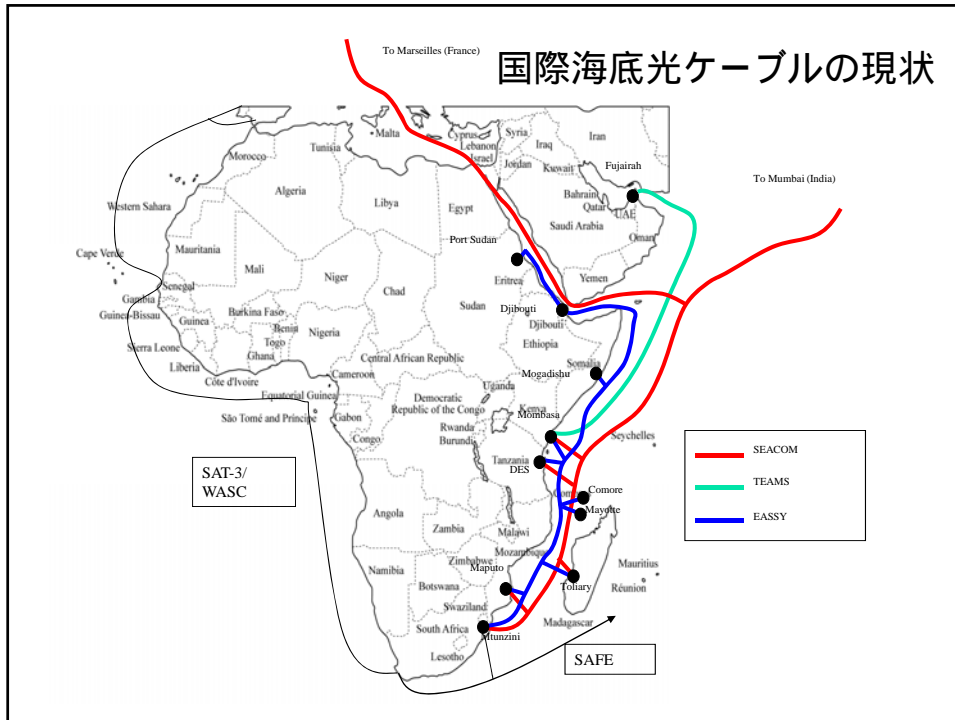 To Marseilles (France)
国際海底光ケーブルの現状
Malta
Cyprus
Syria
Iran
Lebanon
Iraq
Israel
Tunisia
Morocco
Jordan
Kuwait
Fujairah
To Mumbai (India)
Algeria
Libya
Egypt
Bahrain
Qatar
UAE
Western Sahara
Saudi Arabia
Oman
Port Sudan
Cape Verde
Mauritania
Mali
Niger
Chad
Sudan
Eritrea
Yemen
Senegal
Gambia
Guinea-Bissau
Guinea
Burkina Faso
Benin
Togo
Nigeria
Djibouti
Djibouti
Ethiopia
Sierra Leone
Ghana
Liberia
Côte d'Ivoire
Central African Republic
Cameroon
Somalia
Mogadishu
Equatorial Guinea
Uganda
Kenya
São Tomé and Principe
Gabon
Congo
Democratic
Republic of the Congo
Rwanda
Burundi
Mombasa
Seychelles
Tanzania
DES
SEACOM
TEAMS
EASSY
SAT-3/
WASC
Comore
Mayotte
Angola
Zambia
Malawi
Mozambique
Zimbabwe
Namibia
Botswana
Maputo
Toliary
Mauritius
Réunion
Swaziland
Madagascar
South Africa
Mtunzini
Lesotho
SAFE